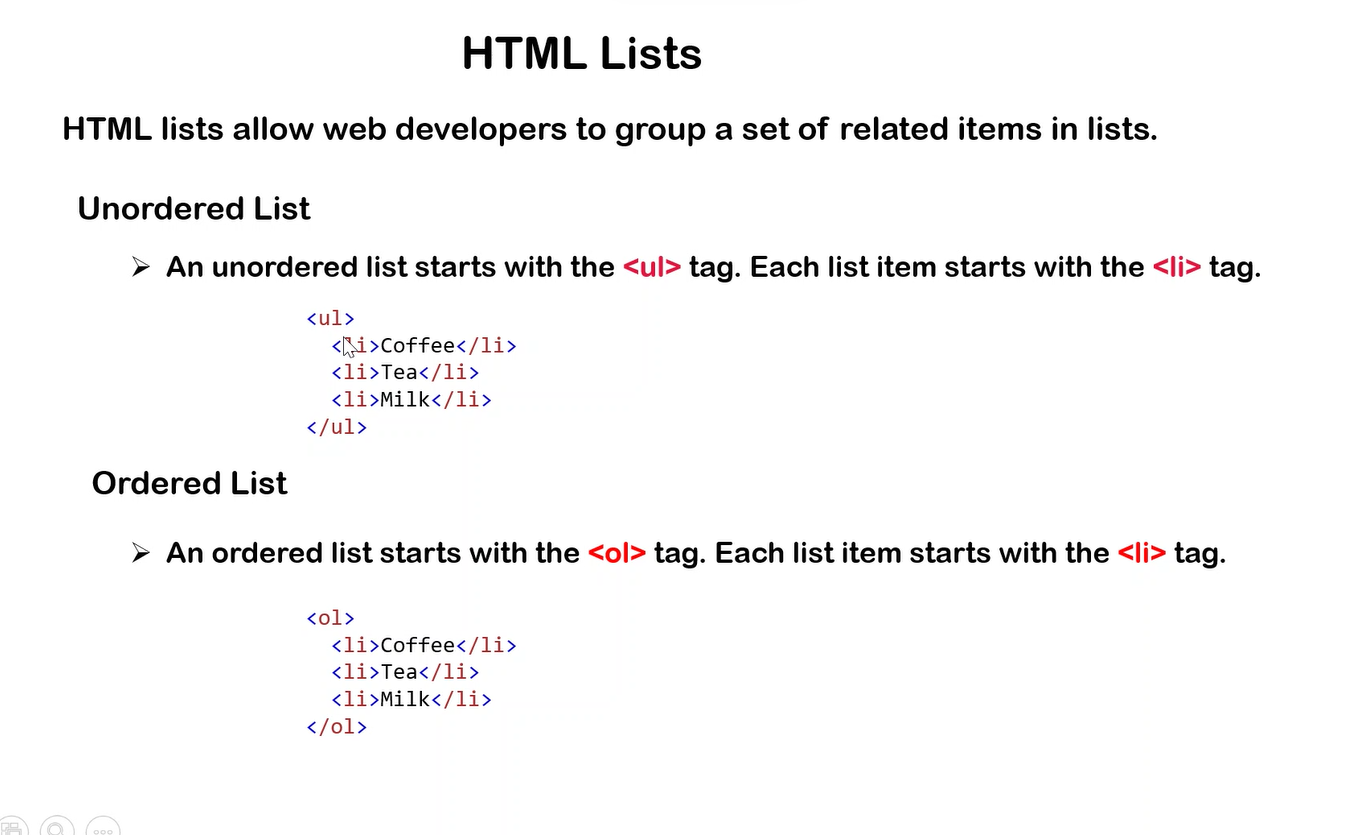 HTML Lists
HTML lists allow web developers to group a set of related items in lists.
Unordered List
➢ An unordered list starts with the <ul> tag. Each list item starts with the <li> tag.
<ul>
<li>Coffee</li>
<li>Tea</li>
<li>Milk</li>
</ul>
Ordered List
➢ An ordered list starts with the <ol> tag. Each list item starts with the <li> tag.
<ol>
<li>Coffee</li>
<li>Tea</li>
<li>Milk</li>
</ol>